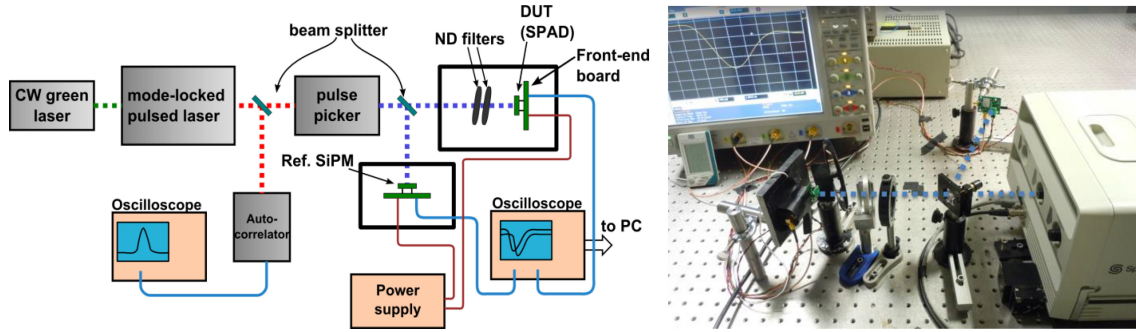 DUT
(SPAD)
beam splitter
ND filters
Front-end
board
CW green
laser
mode-locked
pulsed laser
pulse
picker
Ref. SiPM
Oscilloscope
Auto-
correlator
Oscilloscope
to PC
Power
supply